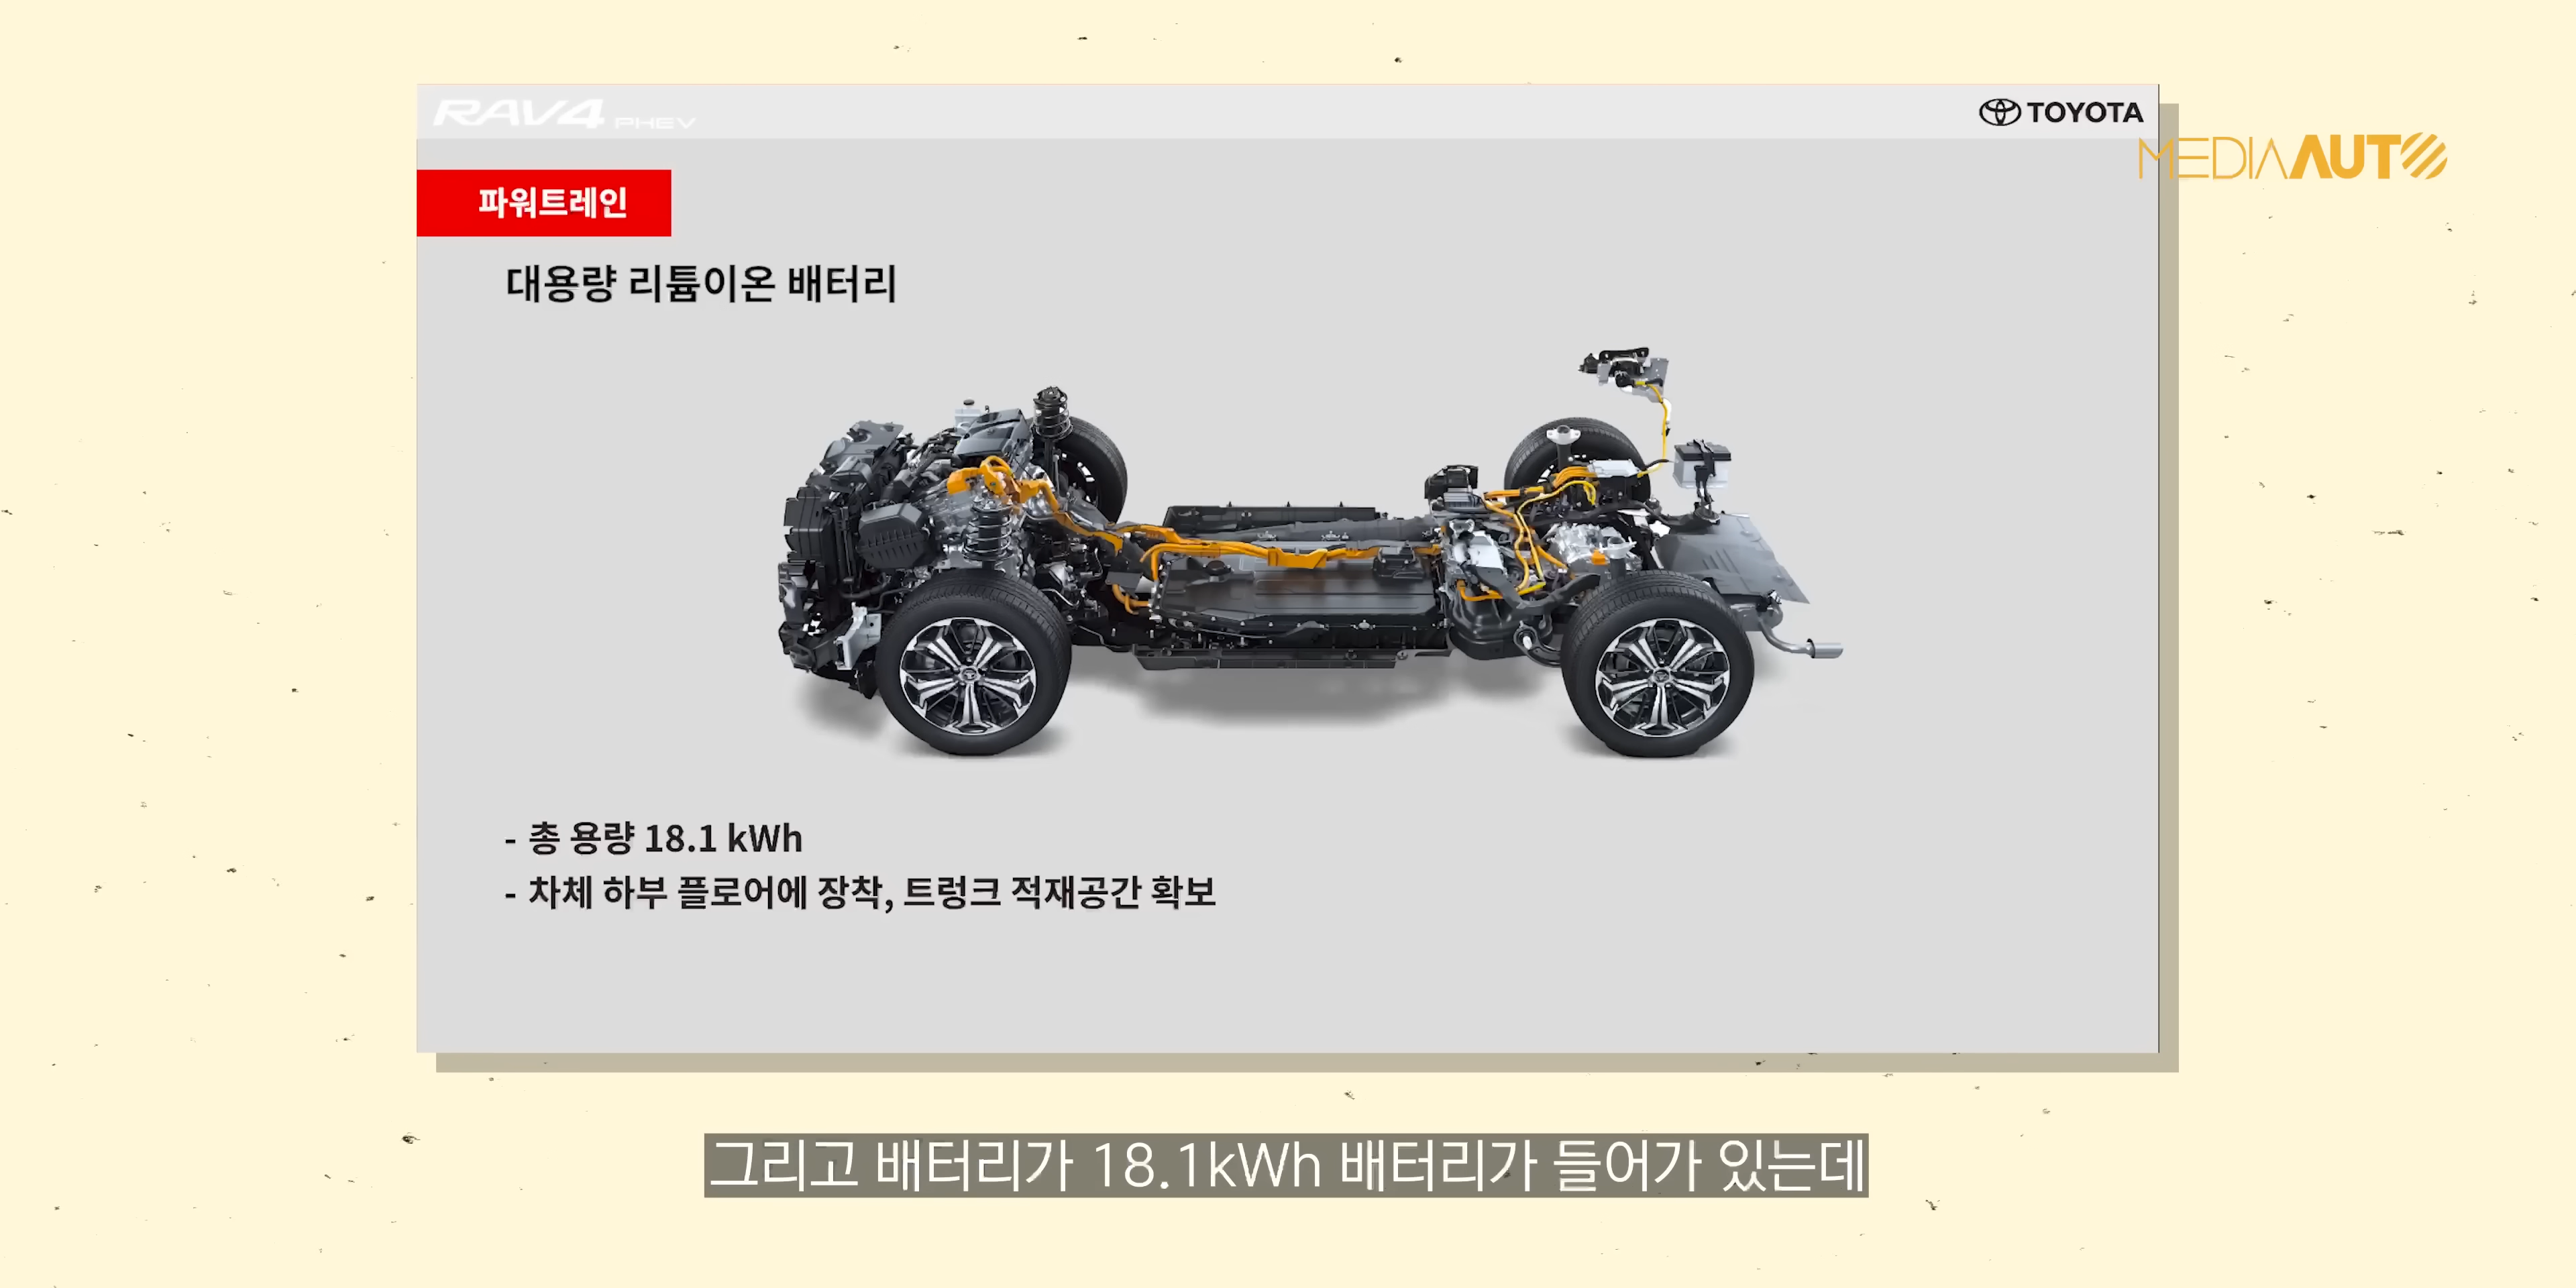 RAV4 PHEV
TOYOTA
MEDIAAUTO
파워트레인
대용량 리튬이온 배터리
- 총 용량 18.1 kWh
- 차체 하부 플로어에 장착, 트렁크 적재공간 확보
그리고 배터리가 18.1kWh 배터리가 들어가 있는데